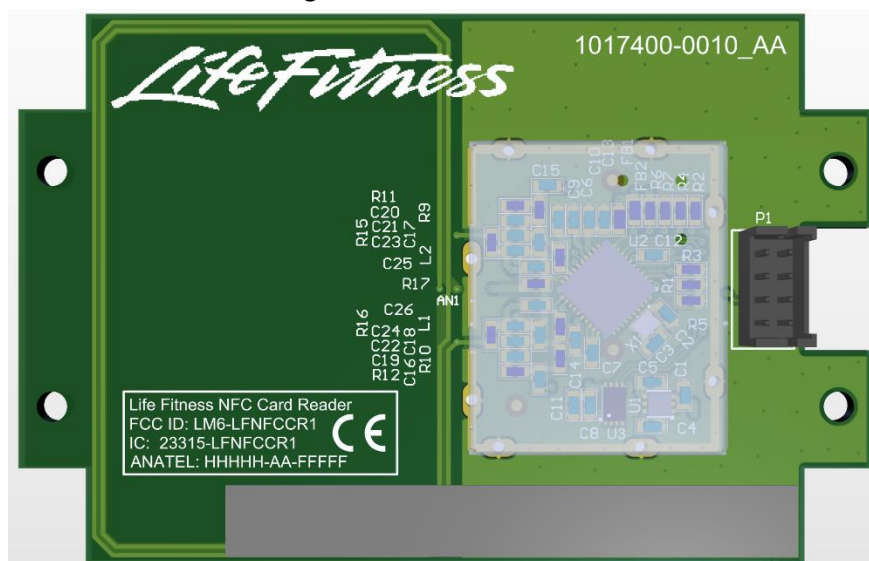 Life Fitness
1017400-0010_AA
C15
C9
C6
C10
C13
FB1
FB2
R6
R7
R4
R2
R11
C20
C21
C23
R15
C17
R9
C25
L2
R17
AN1
C26
R16
C24
C22
C19
R12
C18
C16
L1
R10
U2
C12
R3
R1
R5
X1
C2
C3
C14
C7
C11
C8
U3
C5
U1
C1
C4
P1
Life Fitness NFC Card Reader
FCC ID: LM6-LFNFCCR1
IC: 23315-LFNFCCR1
ANATEL: HHHHH-AA-FFFFF
CE